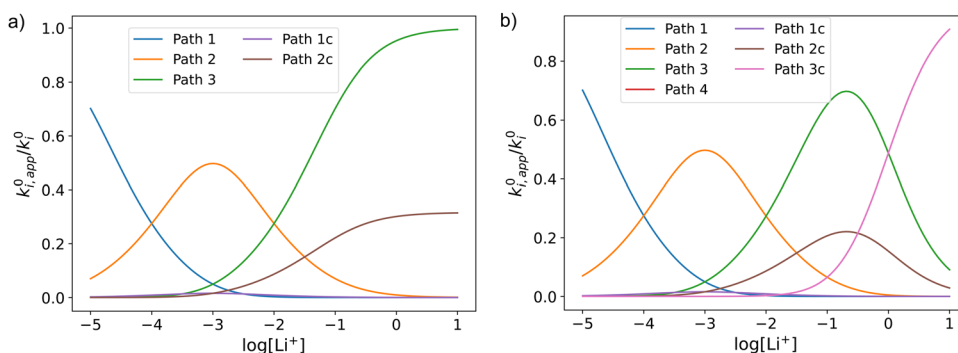 a)
k⁰ᵢ,app/k⁰ᵢ
1.0
0.8
0.6
0.4
0.2
0.0
Path 1
Path 2
Path 3
Path 1c
Path 2c
−5 −4 −3 −2 −1 0 1
log[Li⁺]
b)
k⁰ᵢ,app/k⁰ᵢ
1.0
0.8
0.6
0.4
0.2
0.0
Path 1
Path 2
Path 3
Path 4
Path 1c
Path 2c
Path 3c
−5 −4 −3 −2 −1 0 1
log[Li⁺]